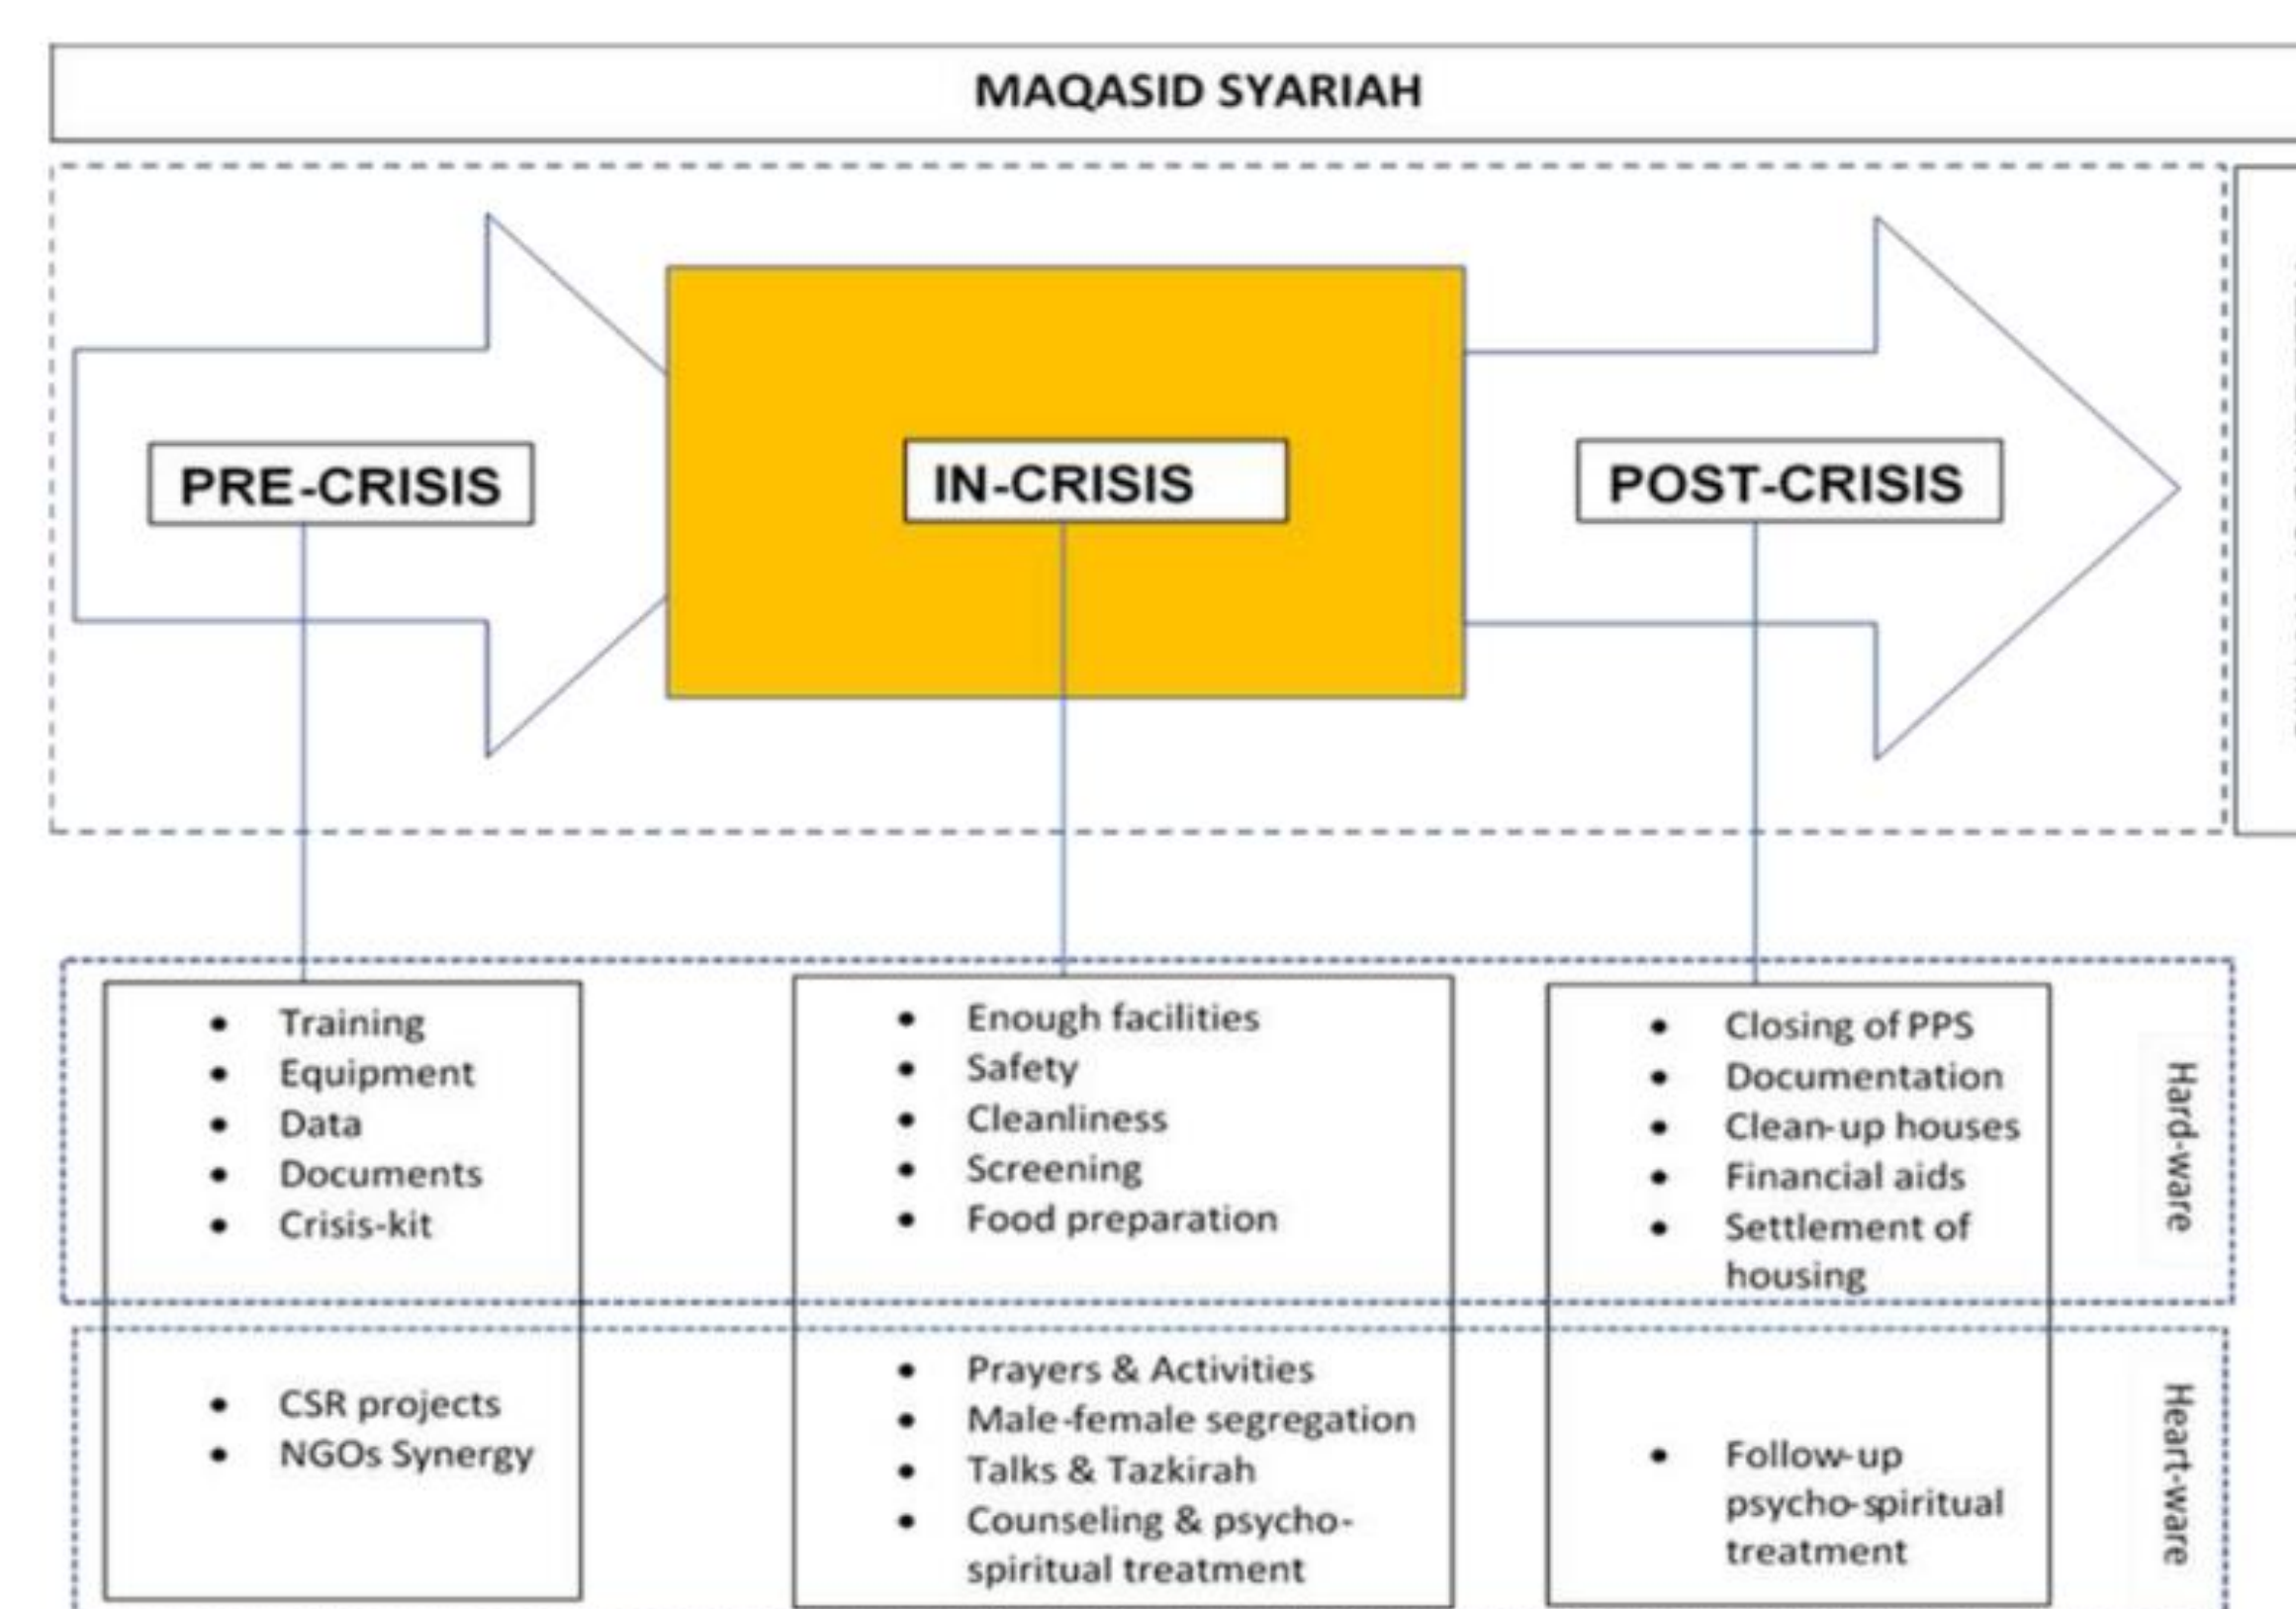 MAQASID SYARIAH
PRE-CRISIS
IN-CRISIS
POST-CRISIS
• Training
• Equipment
• Data
• Documents
• Crisis-kit
• Enough facilities
• Safety
• Cleanliness
• Screening
• Food preparation
• Closing of PPS
• Documentation
• Clean-up houses
• Financial aids
• Settlement of
housing
Hard-ware
• CSR projects
• NGOs Synergy
• Prayers & Activities
• Male-female segregation
• Talks & Tazkirah
• Counseling & psycho-
spiritual treatment
• Follow-up
psycho-spiritual
treatment
Heart-ware